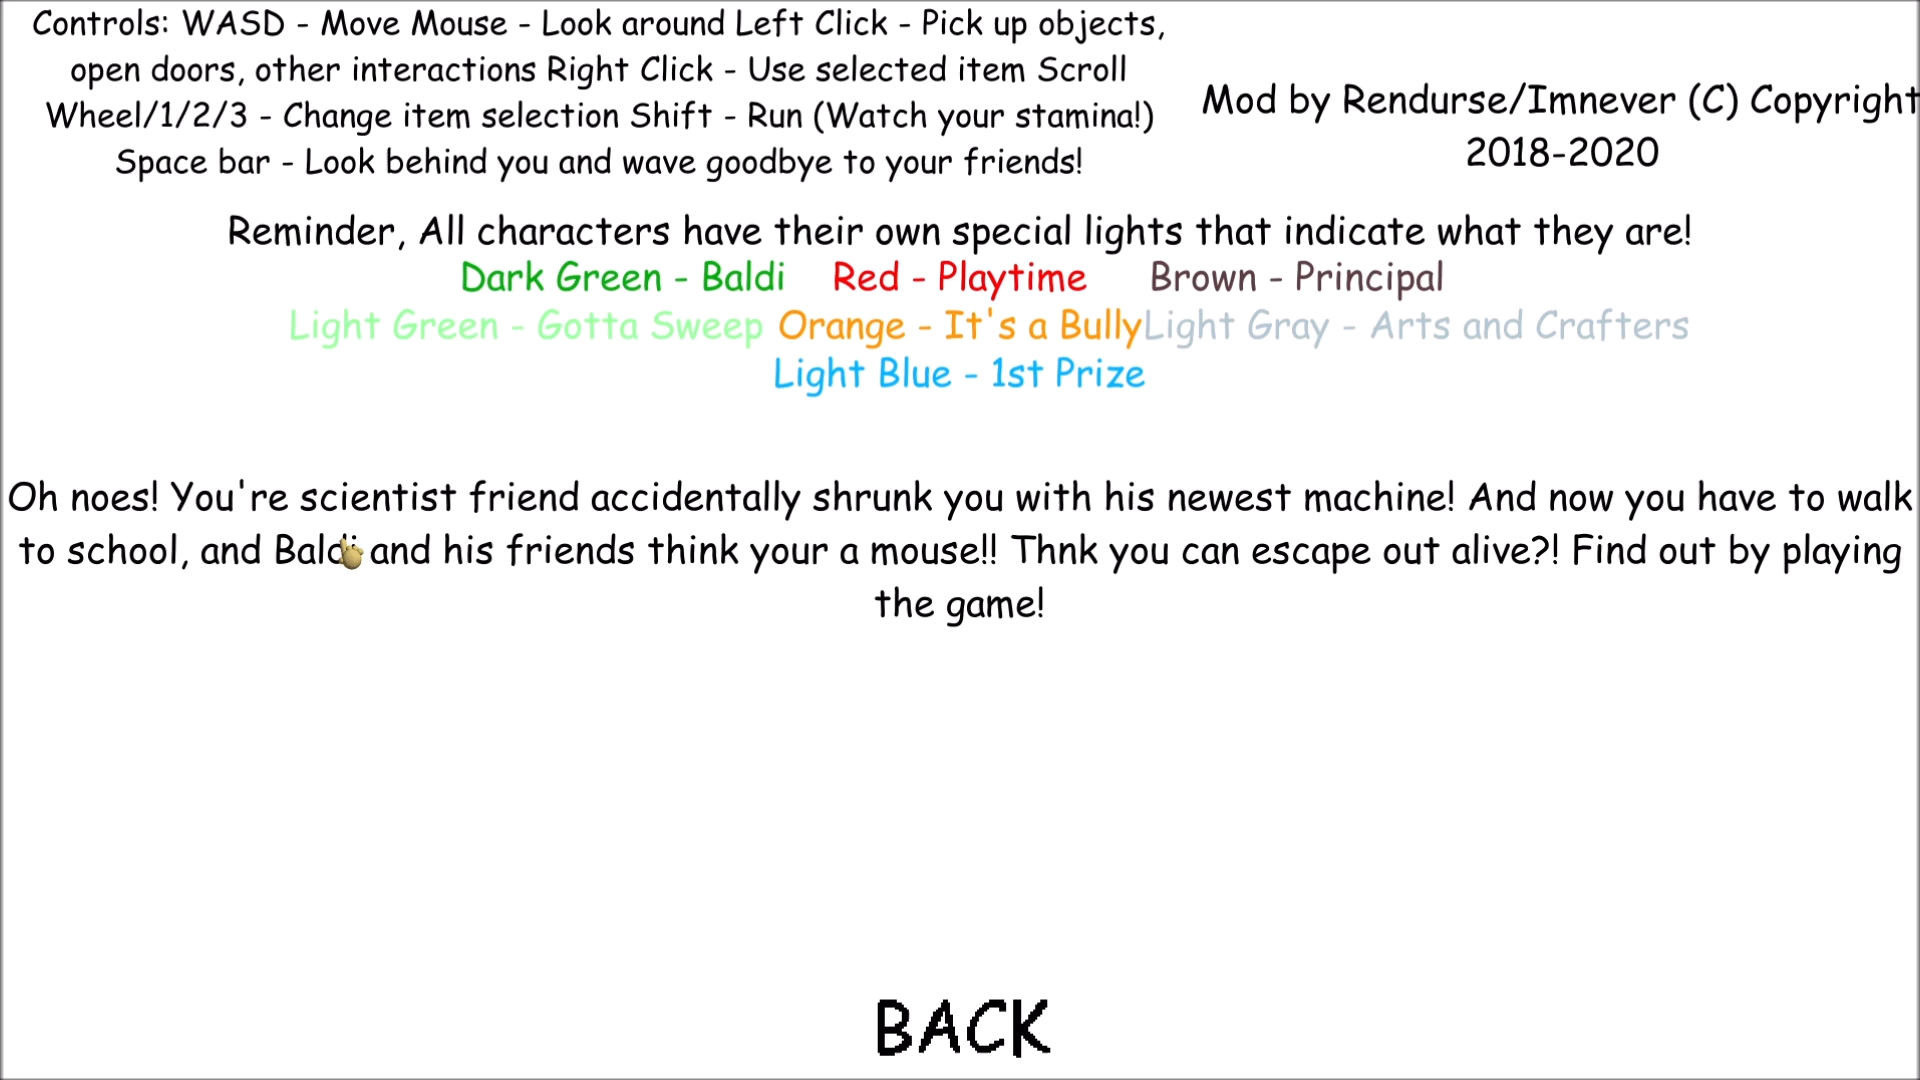 Controls: WASD - Move Mouse - Look around Left Click - Pick up objects,
open doors, other interactions Right Click - Use selected item Scroll
Wheel/1/2/3 - Change item selection Shift - Run (Watch your stamina!)
Space bar - Look behind you and wave goodbye to your friends!
Mod by Rendurse/Imnever (C) Copyright
2018-2020
Reminder, All characters have their own special lights that indicate what they are!
Dark Green - Baldi Red - Playtime Brown - Principal
Light Green - Gotta Sweep Orange - It's a Bully Light Gray - Arts and Crafters
Light Blue - 1st Prize
Oh noes! You're scientist friend accidentally shrunk you with his newest machine! And now you have to walk
to school, and Baldi and his friends think your a mouse!! Thnk you can escape out alive?! Find out by playing
the game!
BACK